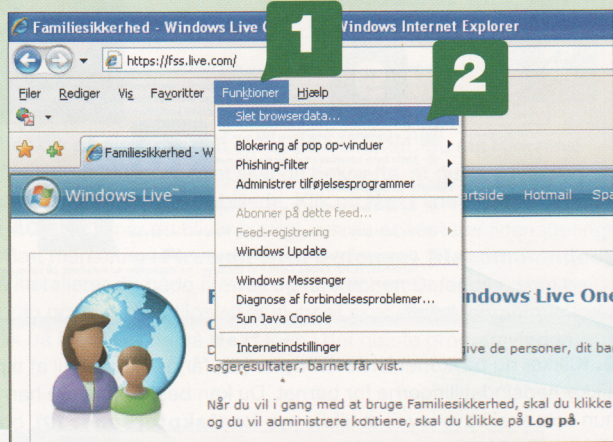 Familiesikkerhed - Windows Live Windows Internet Explorer
1
2
https://fss.live.com/
Filer Rediger Vis Favoritter Funktioner Hjælp
Slet browserdata...
Familiesikkerhed - W
Blokering af pop op-vinduer
Phishing-filter
Administrer tilføjelsesprogrammer
Windows Live™
artside Hotmail Spa
Abonner på dette feed...
Feed-registrering
Windows Update
Windows Messenger
Diagnose af forbindelsesproblemer...
Sun Java Console
Internetindstillinger
F indows Live One
D give de personer, dit bar
søgeresultater, barnet får vist.
Når du vil i gang med at bruge Familiesikkerhed, skal du klikke
og du vil administrere kontiene, skal du klikke på Log på.